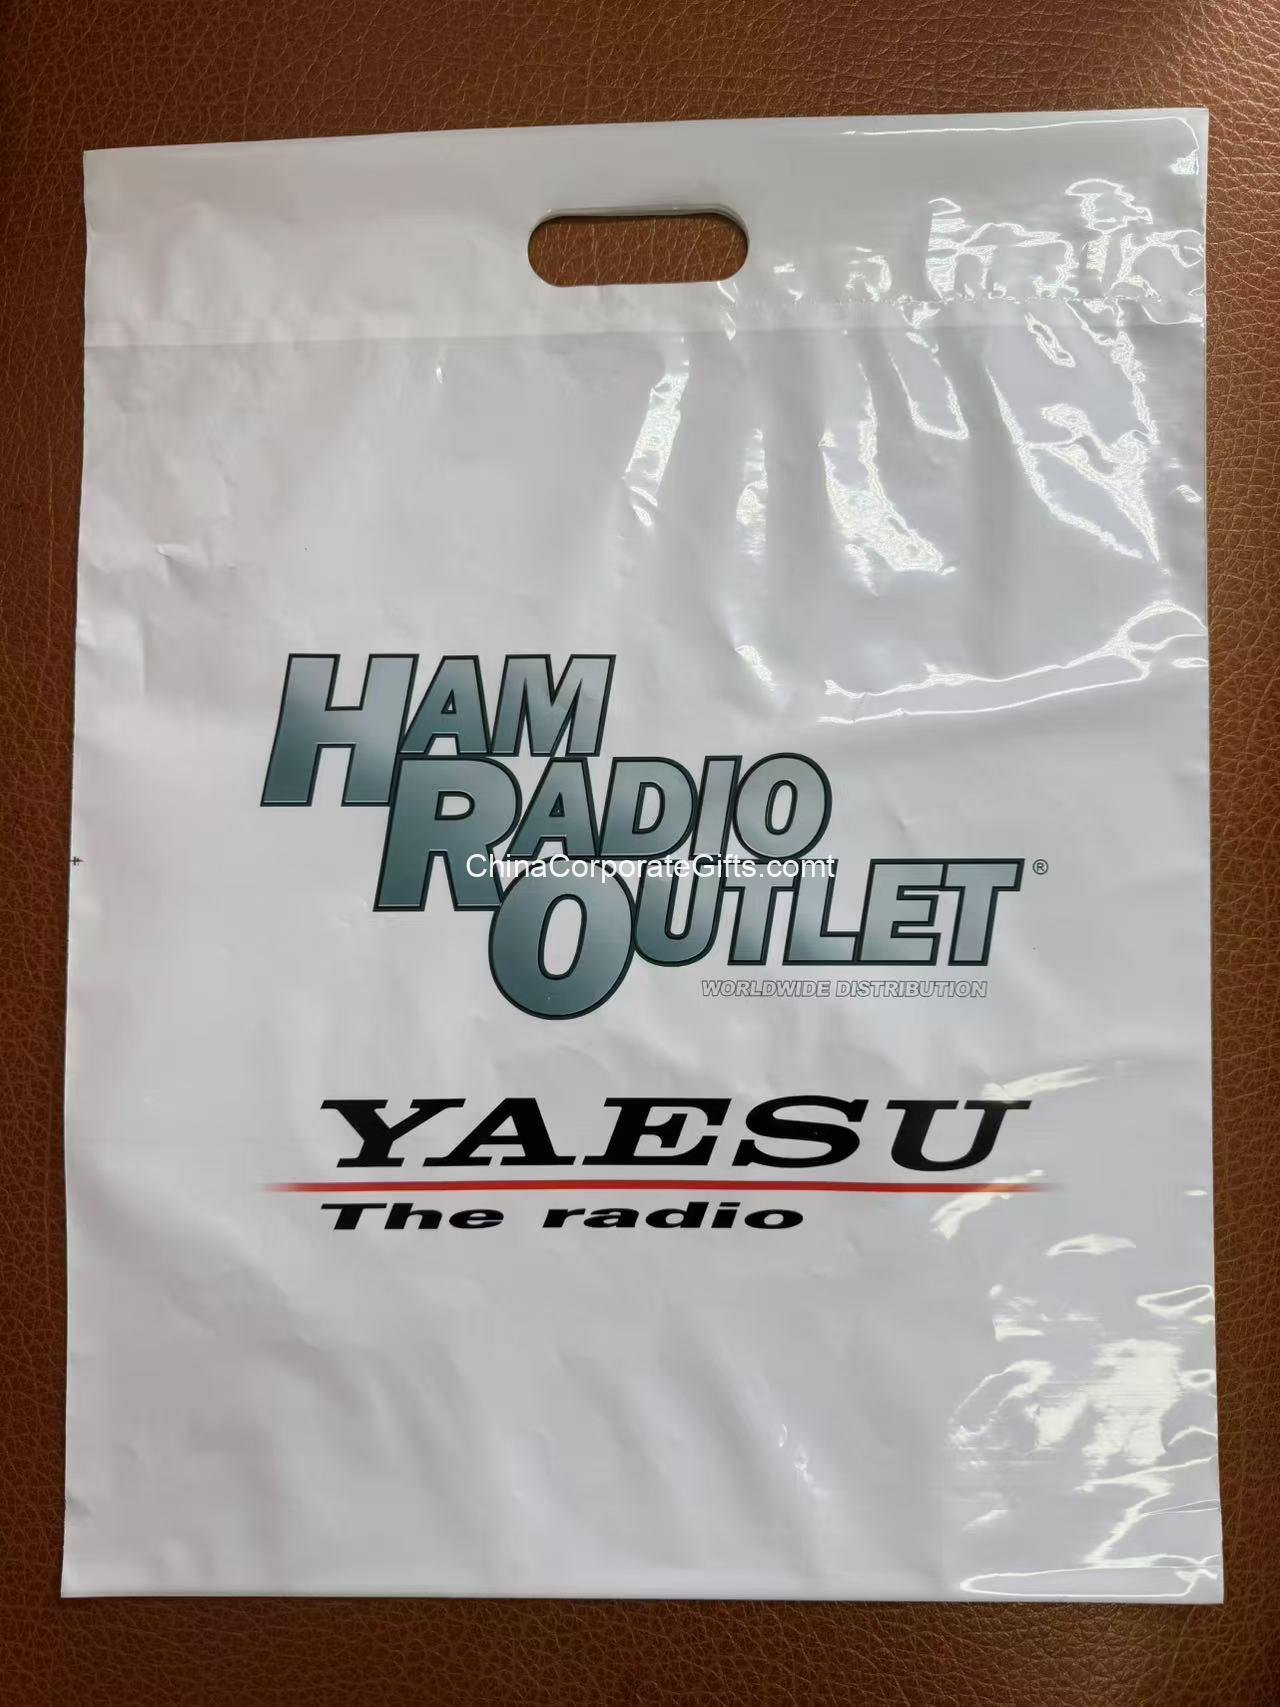 HAM
RADIO
ChinaCorporateGifts.comt
OUTLET®
WORLDWIDE DISTRIBUTION
YAESU
The radio